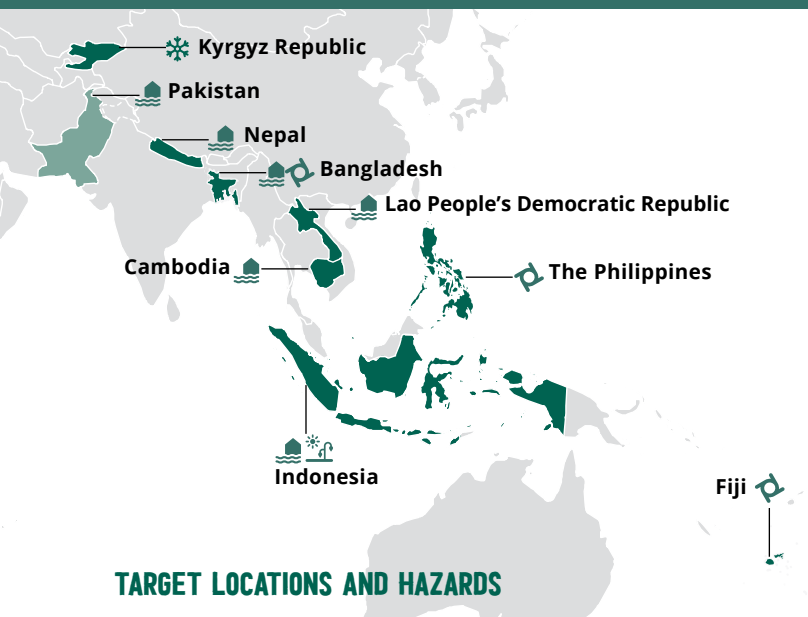 Kyrgyz Republic
Pakistan
Nepal
Bangladesh
Lao People’s Democratic Republic
Cambodia
The Philippines
Indonesia
Fiji
TARGET LOCATIONS AND HAZARDS